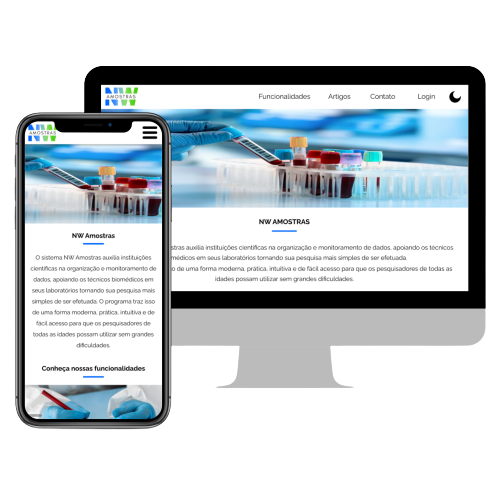 NW
AMOSTRAS
Funcionalidades Artigos Contato Login
NW AMOSTRAS
stras auxilia instituições científicas na organização e monitoramento de dados, apoiando os técnicos
médicos em seus laboratórios tornando sua pesquisa mais simples de ser efetuada.
o de uma forma moderna, prática, intuitiva e de fácil acesso para que os pesquisadores de todas as
idades possam utilizar sem grandes dificuldades.
NW
AMOSTRAS
NW Amostras
O sistema NW Amostras auxilia instituições
científicas na organização e monitoramento de
dados, apoiando os técnicos biomédicos em
seus laboratórios tornando sua pesquisa mais
simples de ser efetuada. O programa traz isso
de uma forma moderna, prática, intuitiva e de
fácil acesso para que os pesquisadores de
todas as idades possam utilizar sem grandes
dificuldades.
Conheça nossas funcionalidades